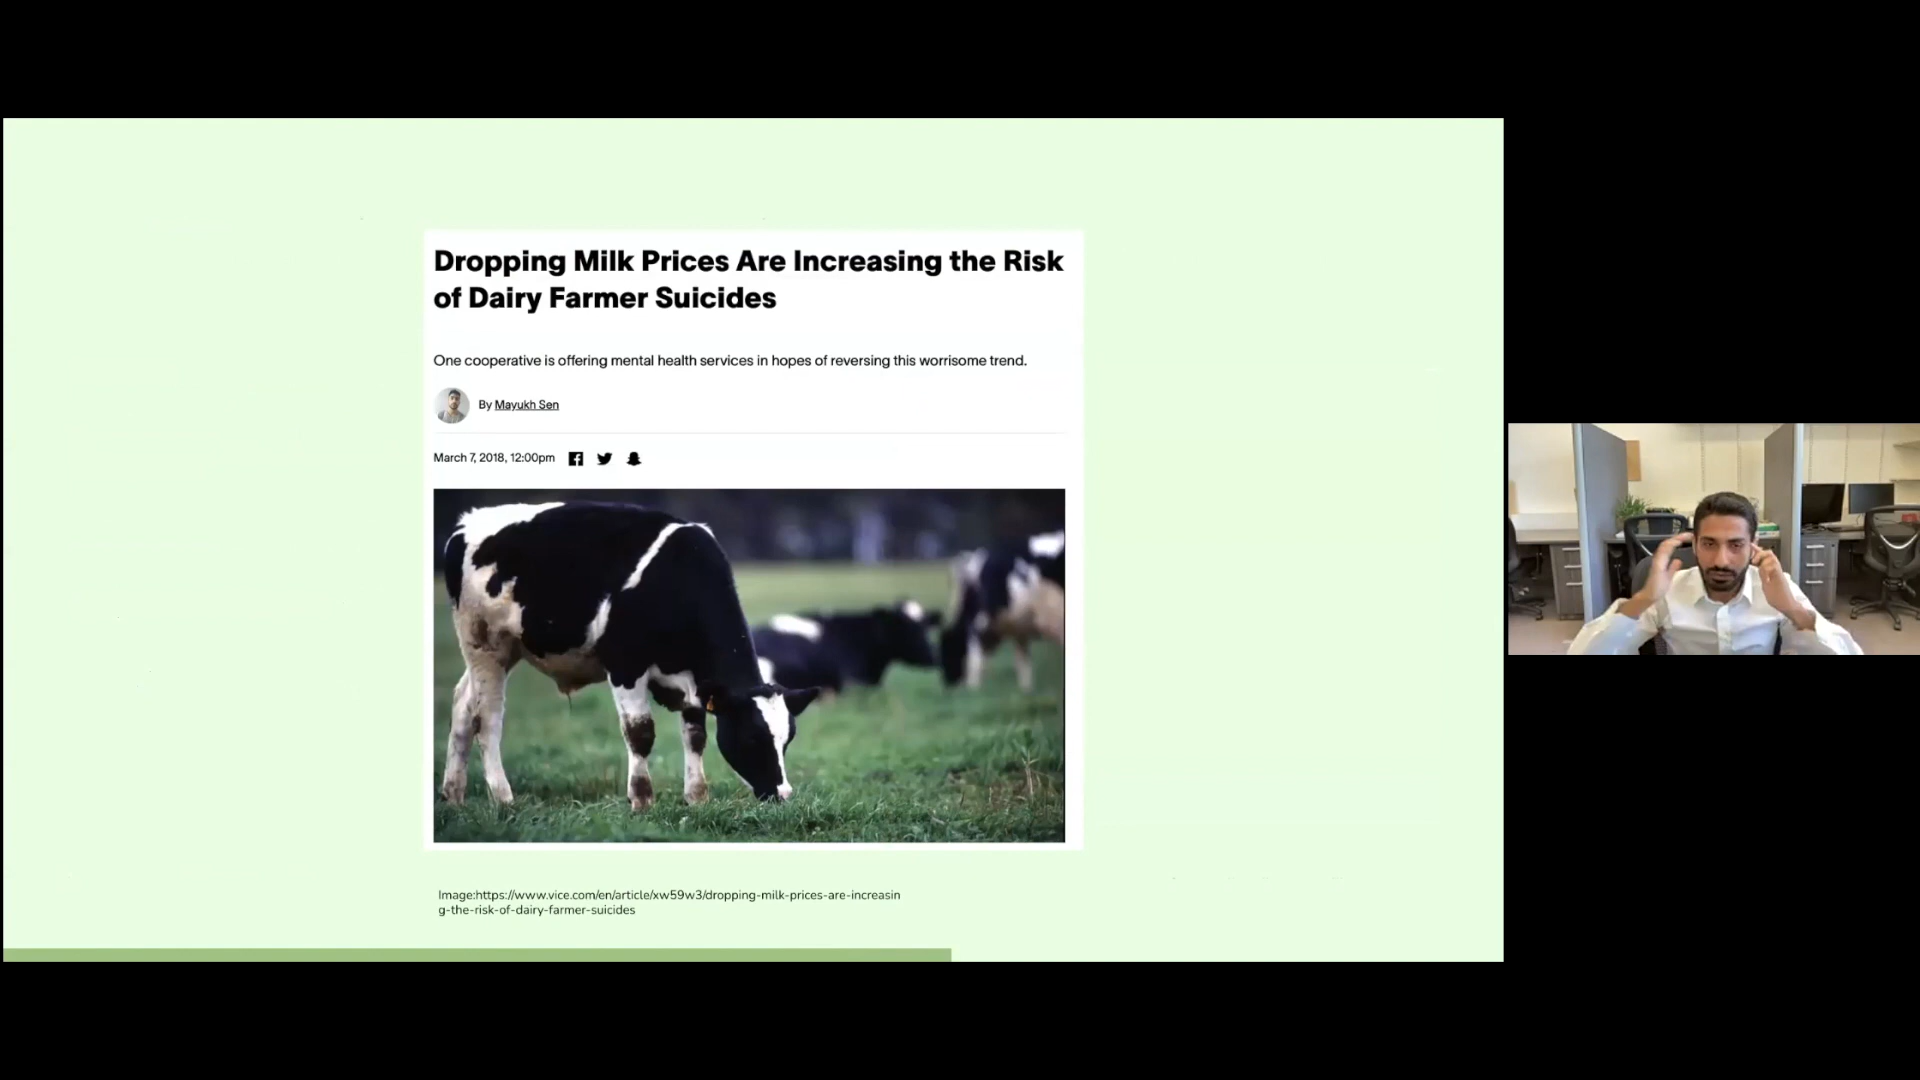 Dropping Milk Prices Are Increasing the Risk
of Dairy Farmer Suicides
One cooperative is offering mental health services in hopes of reversing this worrisome trend.
By Mayukh Sen
March 7, 2018, 12:00pm
Image:https://www.vice.com/en/article/xw59w3/dropping-milk-prices-are-increasin
g-the-risk-of-dairy-farmer-suicides